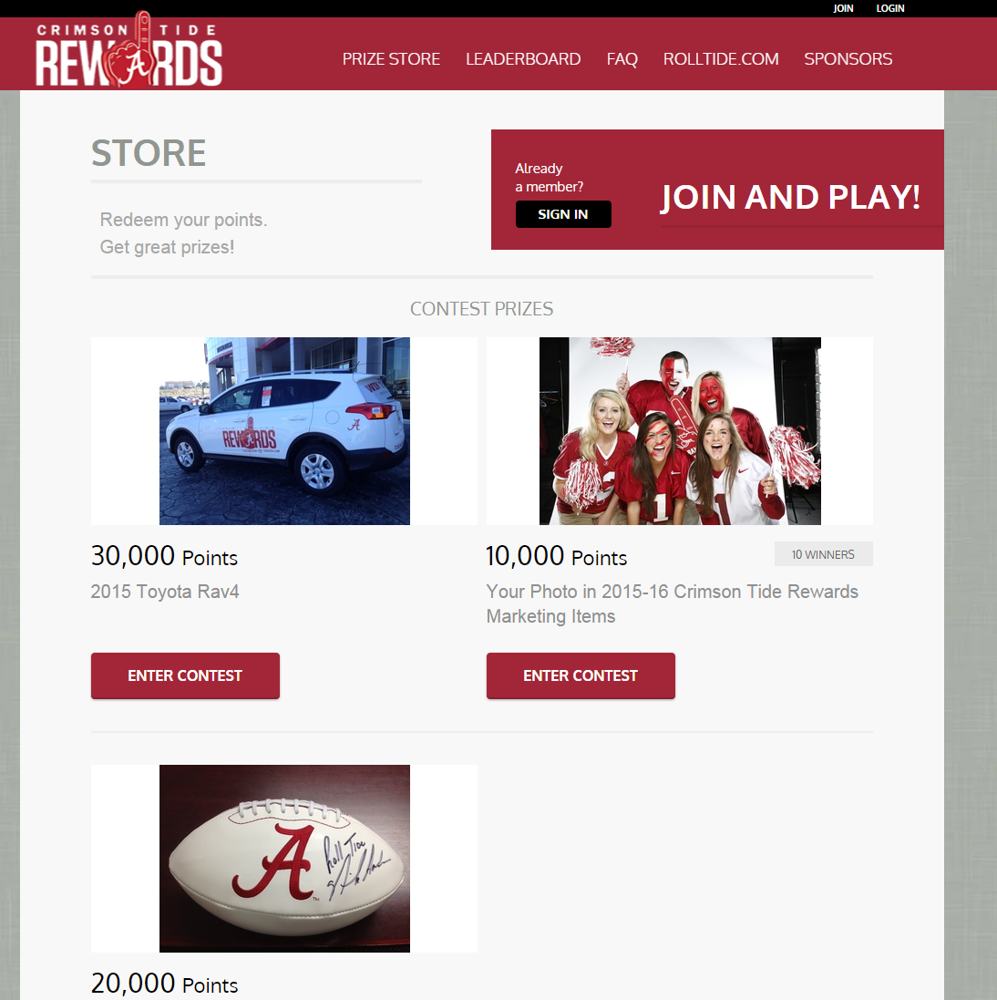 JOIN LOGIN
CRIMSON TIDE
REWARDS
PRIZE STORE LEADERBOARD FAQ ROLLTIDE.COM SPONSORS
STORE
Redeem your points.
Get great prizes!
Already
a member?
SIGN IN
JOIN AND PLAY!
CONTEST PRIZES
REWARDS
A
1
1
30,000 Points
2015 Toyota Rav4
ENTER CONTEST
10,000 Points
10 WINNERS
Your Photo in 2015-16 Crimson Tide Rewards
Marketing Items
ENTER CONTEST
A
Roll Tide
20,000 Points